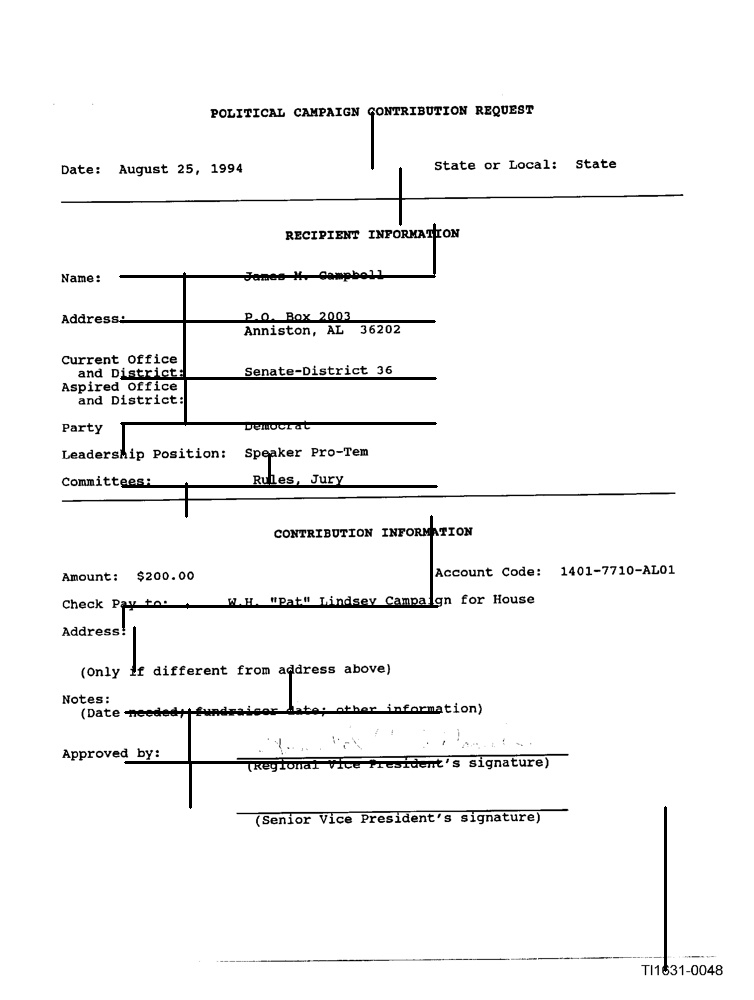 POLITICAL CAMPAIGN CONTRIBUTION REQUEST
Date: August 25, 1994 State or Local: State
RECIPIENT INFORMATION
Name: James M. Campbell
Address: P.O. Box 2003
Anniston, AL 36202
Current Office
and District: Senate-District 36
Aspired Office
and District:
Party Democrat
Leadership Position: Speaker Pro-Tem
Committees: Rules, Jury
CONTRIBUTION INFORMATION
Amount: $200.00 Account Code: 1401-7710-AL01
Check Pay to: W.H. "Pat" Lindsey Campaign for House
Address:
(Only if different from address above)
Notes:
(Date needed; fundraiser date; other information)
Approved by:
(Regional Vice President's signature)
(Senior Vice President's signature)
TI1631-0048